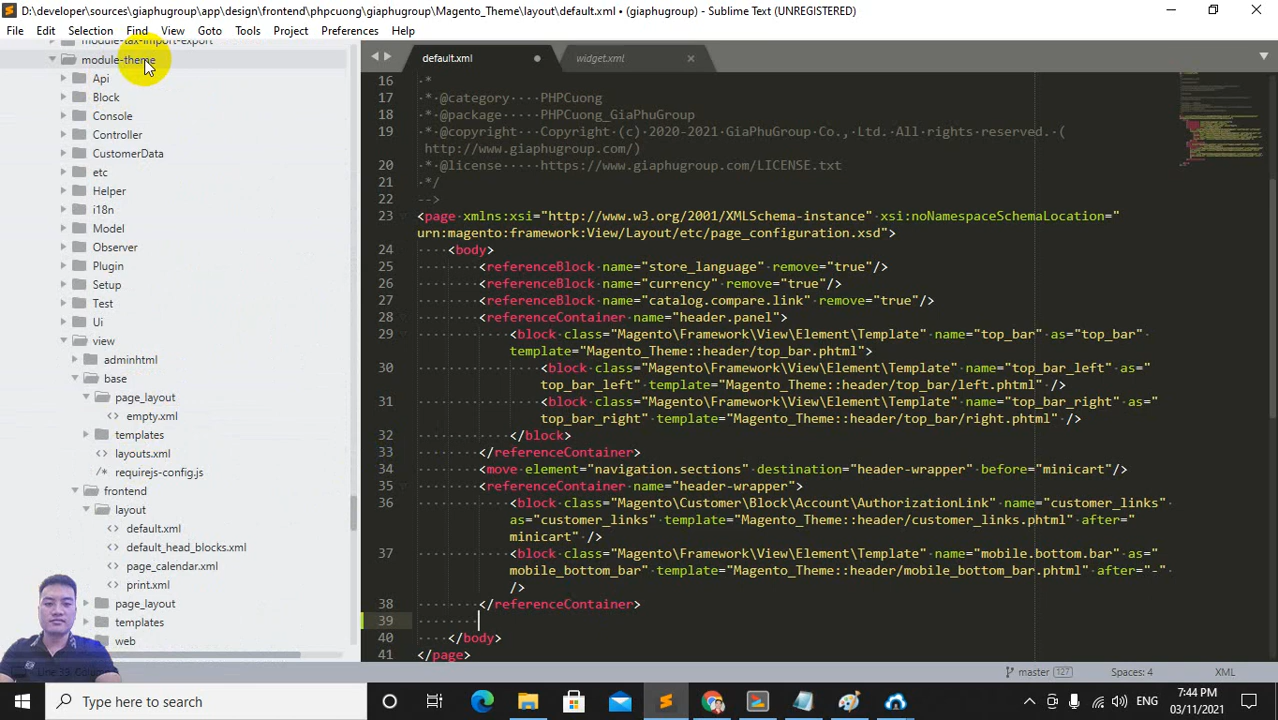 D:\developer\sources\giaphugroup\app\design\frontend\phpcuong\giaphugroup\Magento_Theme\layout\default.xml • (giaphugroup) - Sublime Text (UNREGISTERED)
File Edit Selection Find View Goto Tools Project Preferences Help
module-tax-import-export
module-theme
Api
Block
Console
Controller
CustomerData
etc
Helper
i18n
Model
Observer
Plugin
Setup
Test
Ui
view
adminhtml
base
page_layout
<> empty.xml
templates
<> layouts.xml
/* requirejs-config.js
frontend
layout
<> default.xml
<> default_head_blocks.xml
<> page_calendar.xml
<> print.xml
page_layout
templates
web
default.xml
widget.xml
16 *
17 * @category    PHPCuong
18 * @package    PHPCuong_GiaPhuGroup
19 * @copyright  Copyright (c) 2020-2021 GiaPhuGroup Co., Ltd. All rights reserved. (
http://www.giaphugroup.com/)
20 * @license    https://www.giaphugroup.com/LICENSE.txt
21 */
22 -->
23 <page xmlns:xsi="http://www.w3.org/2001/XMLSchema-instance" xsi:noNamespaceSchemaLocation="
urn:magento:framework:View/Layout/etc/page_configuration.xsd">
24 <body>
25 <referenceBlock name="store_language" remove="true"/>
26 <referenceBlock name="currency" remove="true"/>
27 <referenceBlock name="catalog.compare.link" remove="true"/>
28 <referenceContainer name="header.panel">
29 <block class="Magento\Framework\View\Element\Template" name="top_bar" as="top_bar"
template="Magento_Theme::header/top_bar.phtml">
30 <block class="Magento\Framework\View\Element\Template" name="top_bar_left" as="
top_bar_left" template="Magento_Theme::header/top_bar/left.phtml" />
31 <block class="Magento\Framework\View\Element\Template" name="top_bar_right" as="
top_bar_right" template="Magento_Theme::header/top_bar/right.phtml" />
32 </block>
33 </referenceContainer>
34 <move element="navigation.sections" destination="header-wrapper" before="minicart"/>
35 <referenceContainer name="header-wrapper">
36 <block class="Magento\Customer\Block\Account\AuthorizationLink" name="customer_links"
as="customer_links" template="Magento_Theme::header/customer_links.phtml" after="
minicart" />
37 <block class="Magento\Framework\View\Element\Template" name="mobile.bottom.bar" as="
mobile_bottom_bar" template="Magento_Theme::header/mobile_bottom_bar.phtml" after="-"
/>
38 </referenceContainer>
39
40 </body>
41 </page>
master 127 Spaces: 4 XML
Type here to search
ENG
7:44 PM
03/11/2021